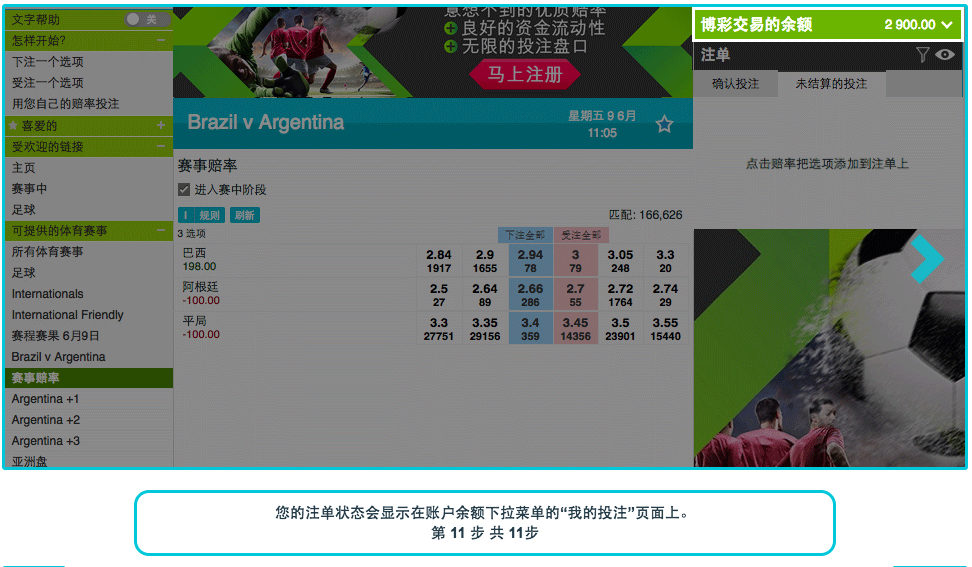 文字帮助 关
怎样开始?
下注一个选项
受注一个选项
用您自己的赔率投注
喜爱的
受欢迎的链接
主页
赛事中
足球
可提供的体育赛事
所有体育赛事
足球
Internationals
International Friendly
赛程赛果 6月9日
Brazil v Argentina
赛事赔率
Argentina +1
Argentina +2
Argentina +3
亚洲盘
意想不到的优质赔率
良好的资金流动性
无限的投注盘口
马上注册
Brazil v Argentina
星期五 9 6月
11:05
赛事赔率
进入赛中阶段
规则 刷新
匹配: 166,626
3 选项 下注全部 受注全部
巴西 2.84 2.9 2.94 3 3.05 3.3
198.00 1917 1655 78 79 248 20
阿根廷 2.5 2.64 2.66 2.7 2.72 2.74
-100.00 27 89 286 55 1764 29
平局 3.3 3.35 3.4 3.45 3.5 3.55
-100.00 27751 29156 359 14356 23901 15440
博彩交易的余额 2 900.00
注单
确认投注 未结算的投注
点击赔率把选项添加到注单上
您的注单状态会显示在账户余额下拉菜单的“我的投注”页面上。
第 11 步 共 11步